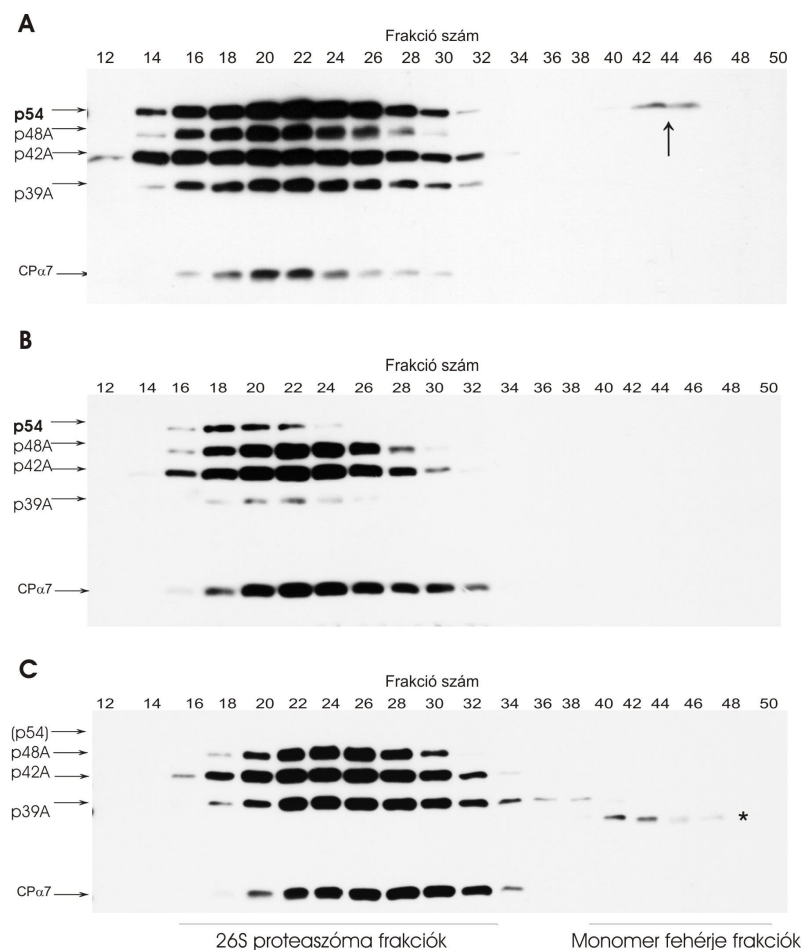 A
Frakció szám
12 14 16 18 20 22 24 26 28 30 32 34 36 38 40 42 44 46 48 50
p54
p48A
p42A
p39A
CPα7
B
Frakció szám
12 14 16 18 20 22 24 26 28 30 32 34 36 38 40 42 44 46 48 50
p54
p48A
p42A
p39A
CPα7
C
Frakció szám
12 14 16 18 20 22 24 26 28 30 32 34 36 38 40 42 44 46 48 50
(p54)
p48A
p42A
p39A
*
CPα7
26S proteaszóma frakciók Monomer fehérje frakciók